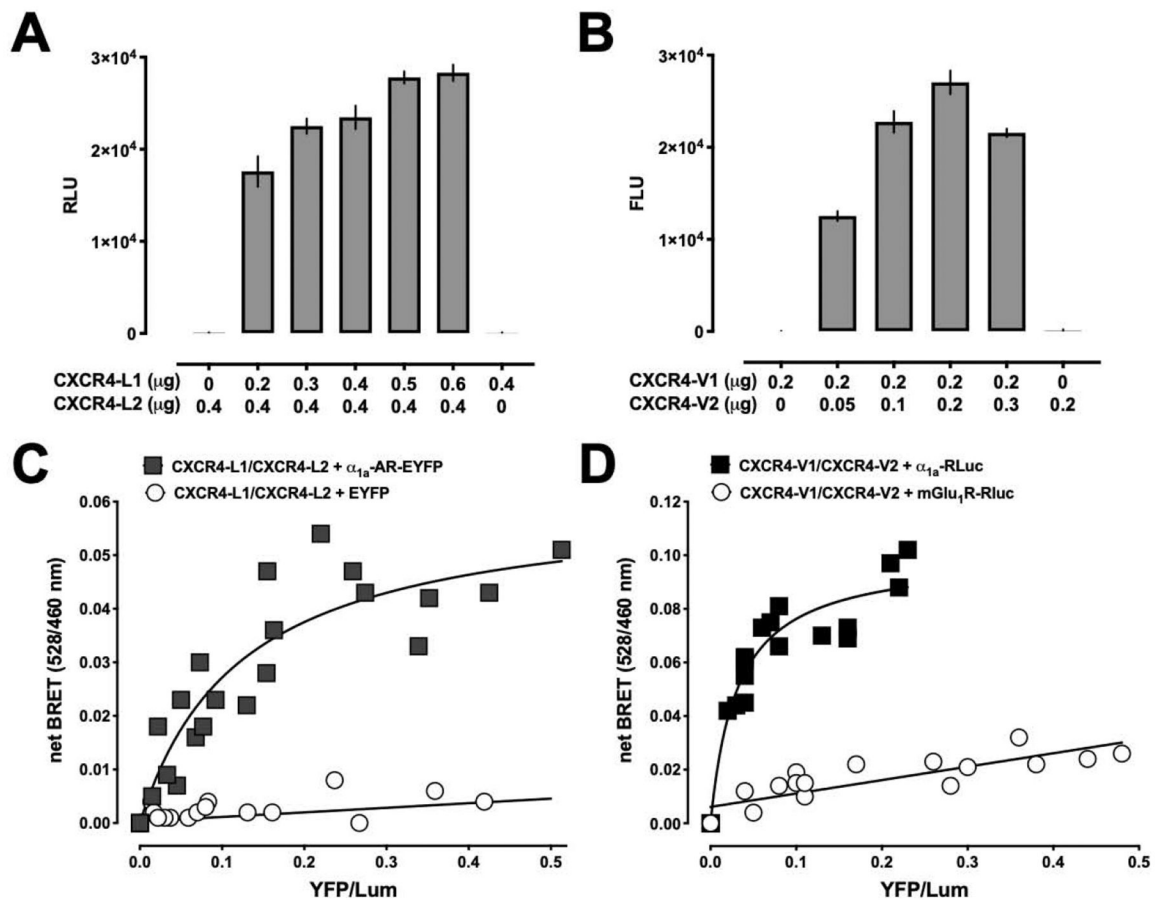 A
3×10⁴
2×10⁴
1×10⁴
0
RLU
CXCR4-L1 (μg) 0 0.2 0.3 0.4 0.5 0.6 0.4
CXCR4-L2 (μg) 0.4 0.4 0.4 0.4 0.4 0.4 0
B
3×10⁴
2×10⁴
1×10⁴
0
FLU
CXCR4-V1 (μg) 0.2 0.2 0.2 0.2 0.2 0
CXCR4-V2 (μg) 0 0.05 0.1 0.2 0.3 0.2
C
CXCR4-L1/CXCR4-L2 + α1a-AR-EYFP
CXCR4-L1/CXCR4-L2 + EYFP
0.06
0.05
0.04
0.03
0.02
0.01
0.00
net BRET (528/460 nm)
0.0 0.1 0.2 0.3 0.4 0.5
YFP/Lum
D
CXCR4-V1/CXCR4-V2 + α1a-RLuc
CXCR4-V1/CXCR4-V2 + mGlu1R-Rluc
0.12
0.10
0.08
0.06
0.04
0.02
0.00
net BRET (528/460 nm)
0.0 0.1 0.2 0.3 0.4 0.5
YFP/Lum